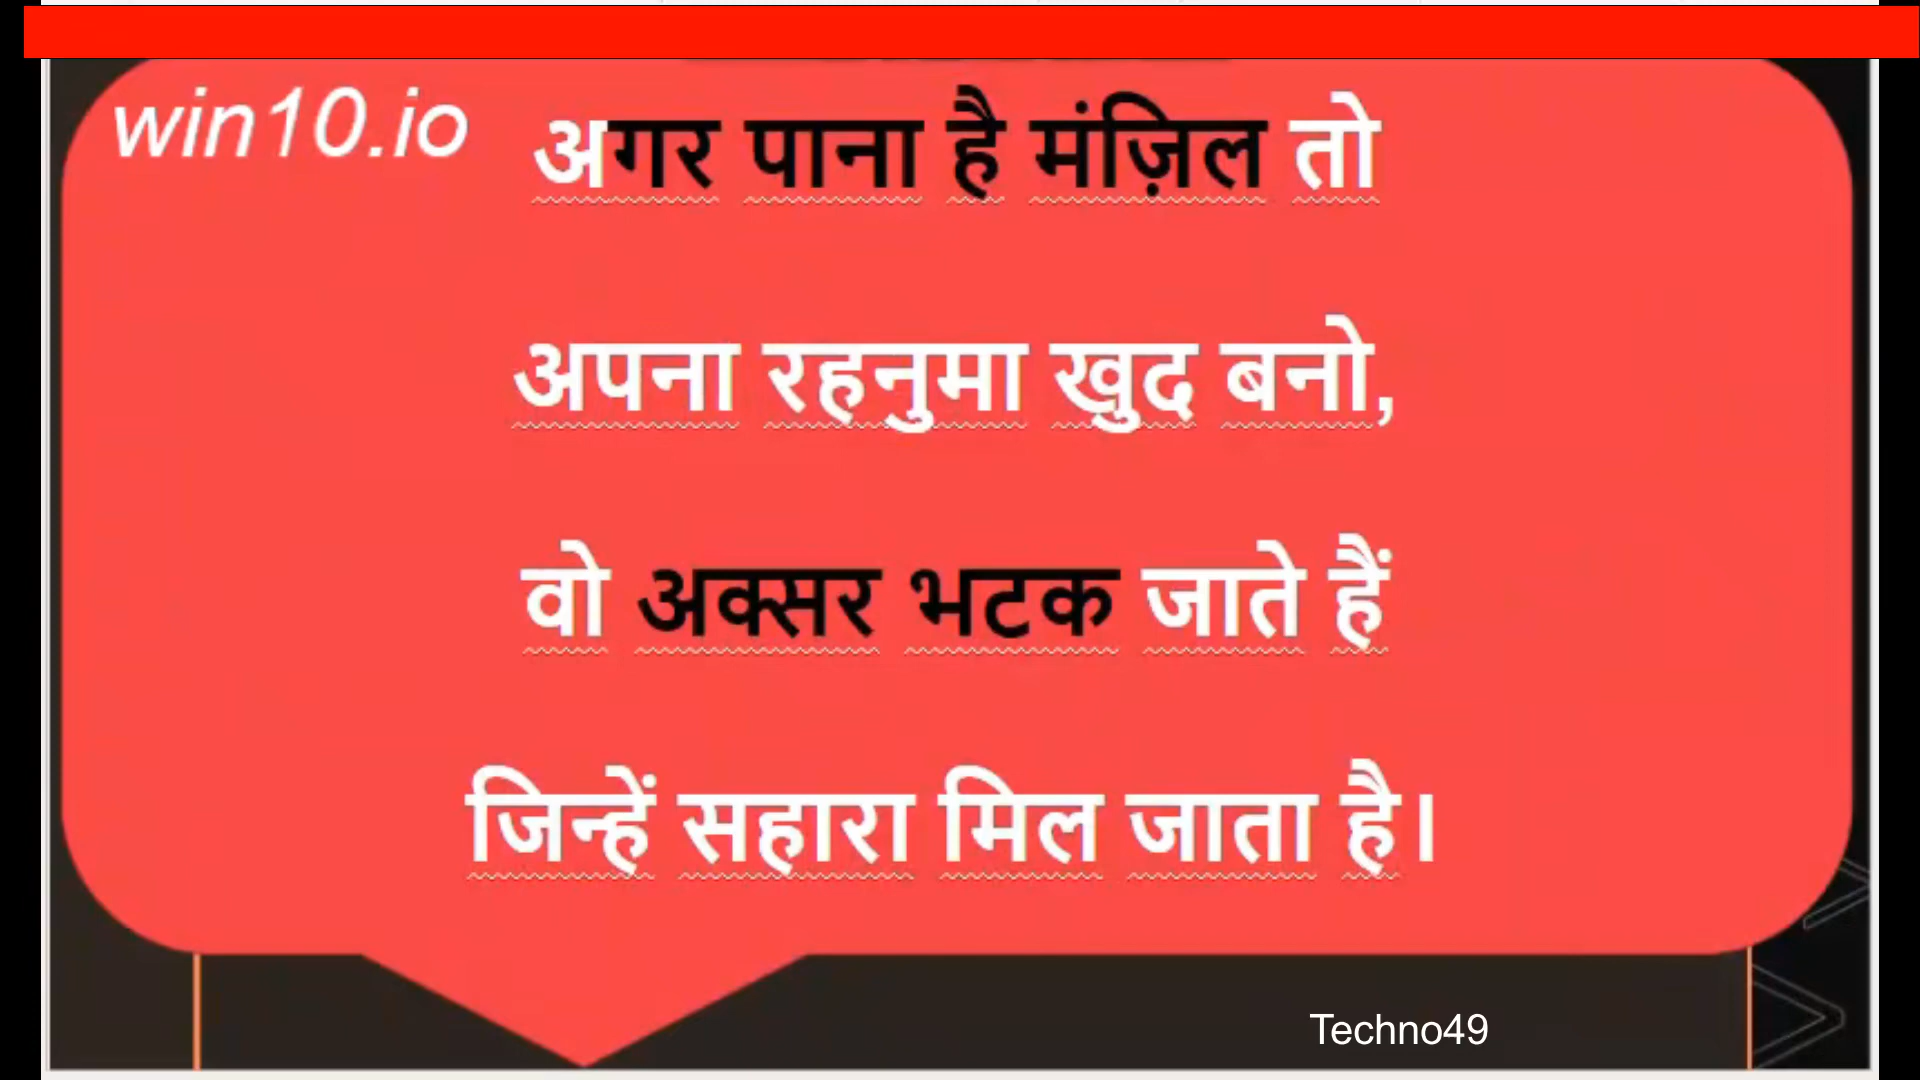 win10.io
अगर पाना है मंज़िल तो
अपना रहनुमा खुद बनो,
वो अक्सर भटक जाते हैं
जिन्हें सहारा मिल जाता है।
Techno49